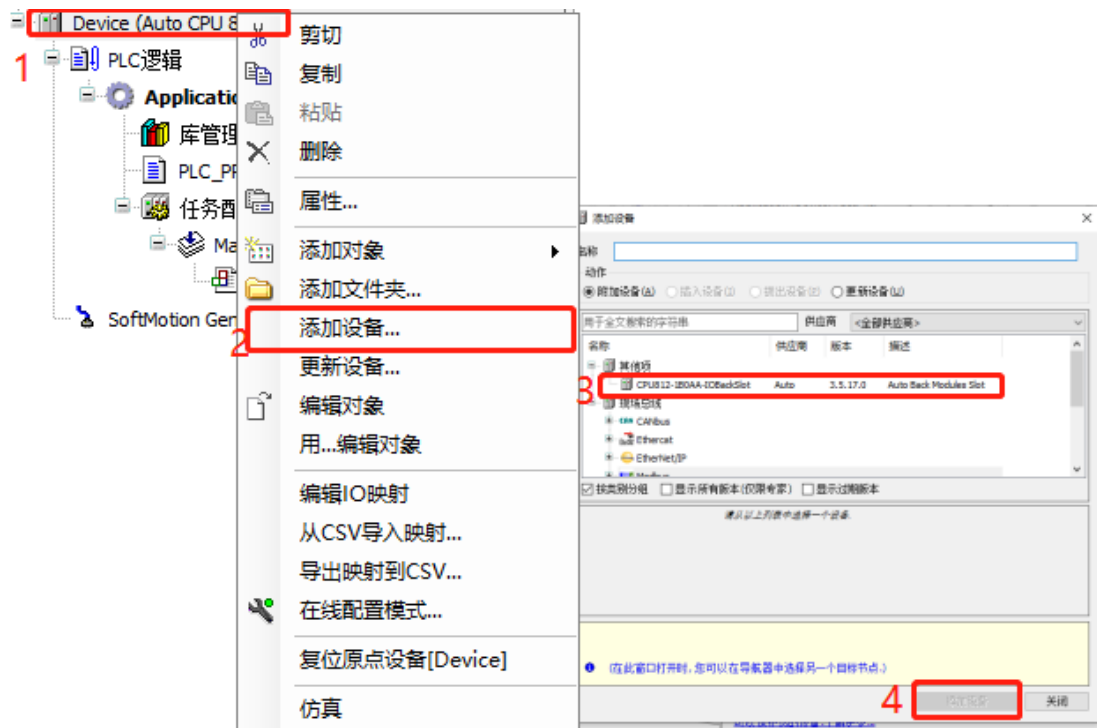 Device (Auto CPU 8
1
PLC逻辑
Applicatio
库管理
PLC_PR
任务配
Ma
SoftMotion Gen
剪切
复制
粘贴
删除
属性...
添加对象
添加文件夹...
2
添加设备...
更新设备...
编辑对象
用...编辑对象
编辑IO映射
从CSV导入映射...
导出映射到CSV...
在线配置模式...
复位原点设备[Device]
仿真
添加设备
名称
动作
附加设备(A) 插入设备(I) 拔出设备(P) 更新设备(U)
用于全文搜索的字符串 供应商 <全部供应商>
名称 供应商 版本 描述
其他项
3
CPU812-1B0AA-IOBackSlot Auto 3.5.17.0 Auto Back Modules Slot
现场总线
CANbus
Ethercat
EtherNet/IP
Modbus
按类别分组 显示所有版本(仅限专家) 显示过期版本
请从以上列表中选择一个设备.
(在此窗口打开时,您可以在导航器中选择另一个目标节点.)
4
添加设备 关闭